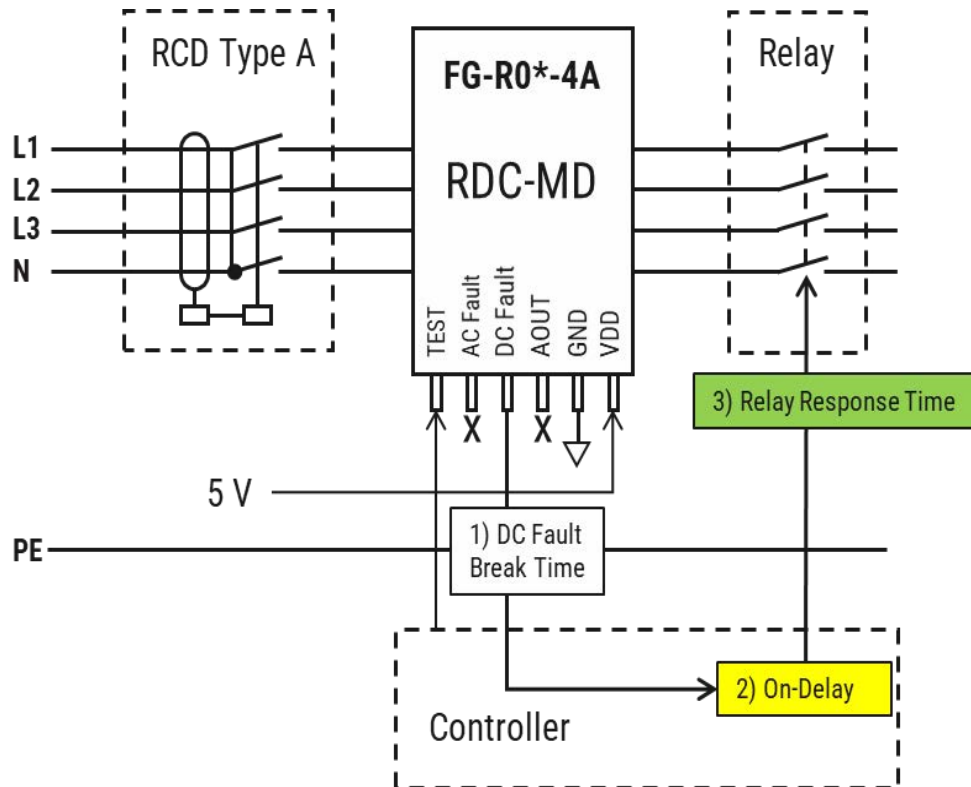 RCD Type A
FG-R0*-4A
RDC-MD
Relay
L1
L2
L3
N
TEST
AC Fault
DC Fault
AOUT
GND
VDD
X
X
3) Relay Response Time
5 V
PE
1) DC Fault
Break Time
2) On-Delay
Controller